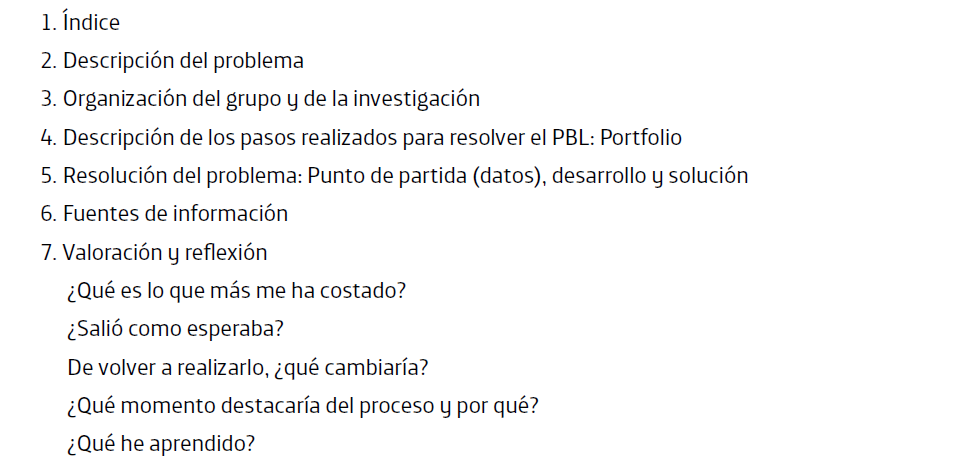 1. Índice
2. Descripción del problema
3. Organización del grupo y de la investigación
4. Descripción de los pasos realizados para resolver el PBL: Portfolio
5. Resolución del problema: Punto de partida (datos), desarrollo y solución
6. Fuentes de información
7. Valoración y reflexión
¿Qué es lo que más me ha costado?
¿Salió como esperaba?
De volver a realizarlo, ¿qué cambiaría?
¿Qué momento destacaría del proceso y por qué?
¿Qué he aprendido?